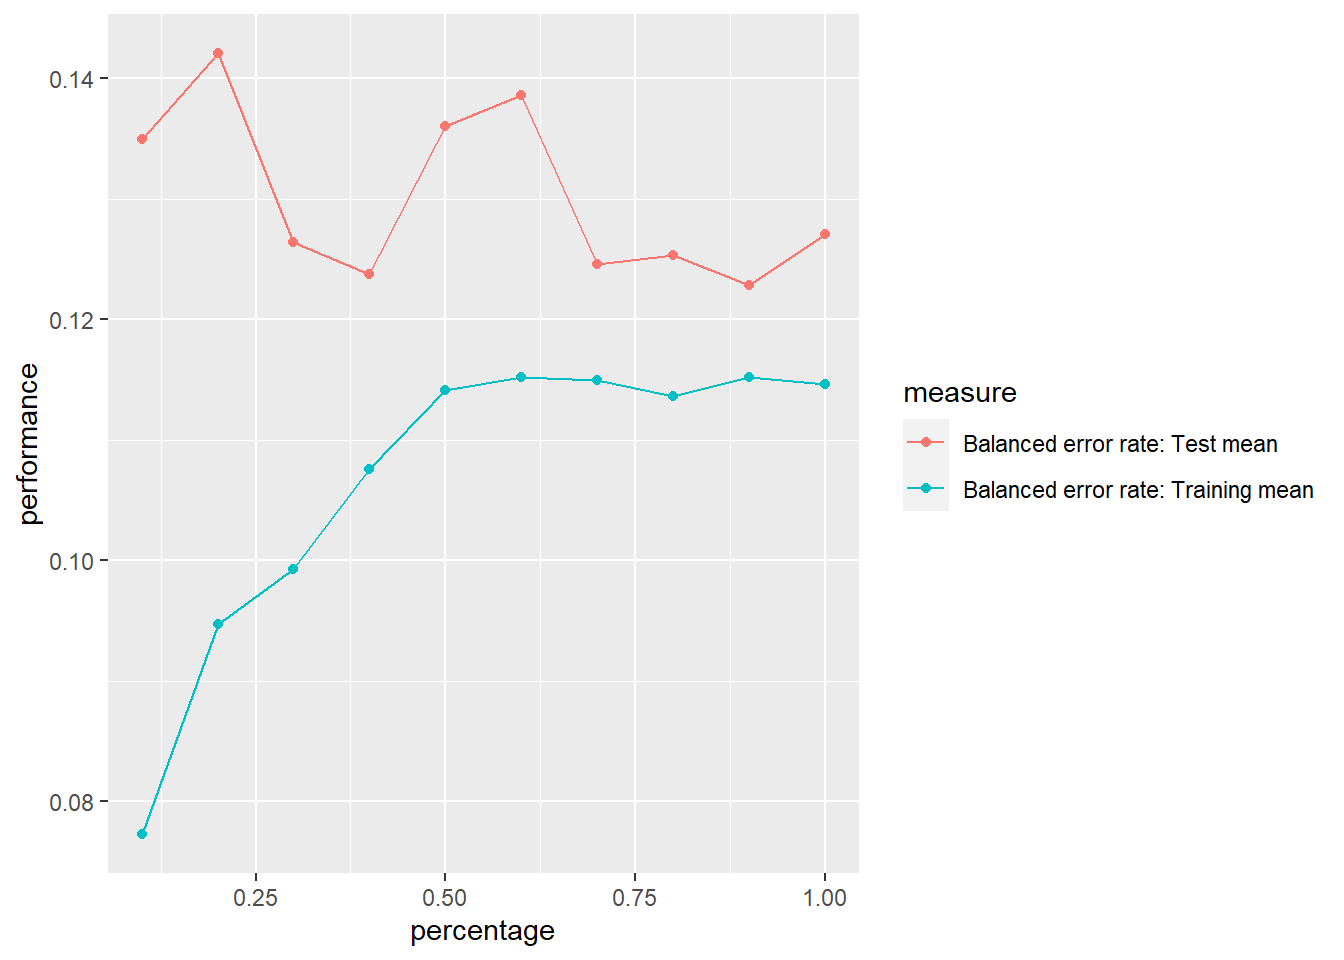 0.14
0.12
0.10
0.08
performance
0.25 0.50 0.75 1.00
percentage
measure
Balanced error rate: Test mean
Balanced error rate: Training mean